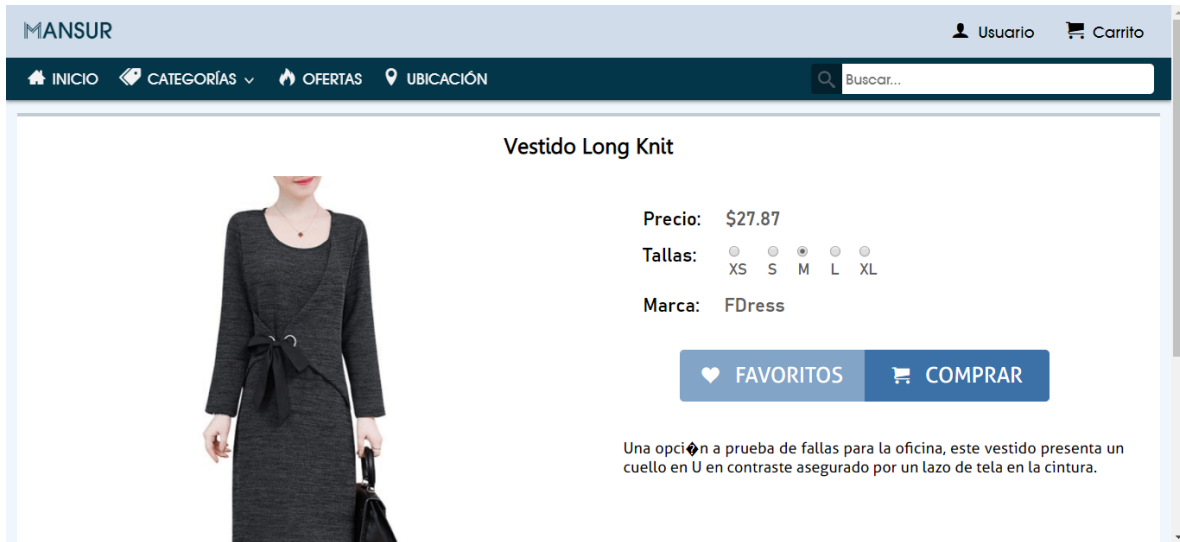 MANSUR
Usuario
Carrito
INICIO
CATEGORÍAS
OFERTAS
UBICACIÓN
Buscar...
Vestido Long Knit
Precio: $27.87
Tallas:
XS S M L XL
Marca: FDress
FAVORITOS
COMPRAR
Una opci�n a prueba de fallas para la oficina, este vestido presenta un
cuello en U en contraste asegurado por un lazo de tela en la cintura.